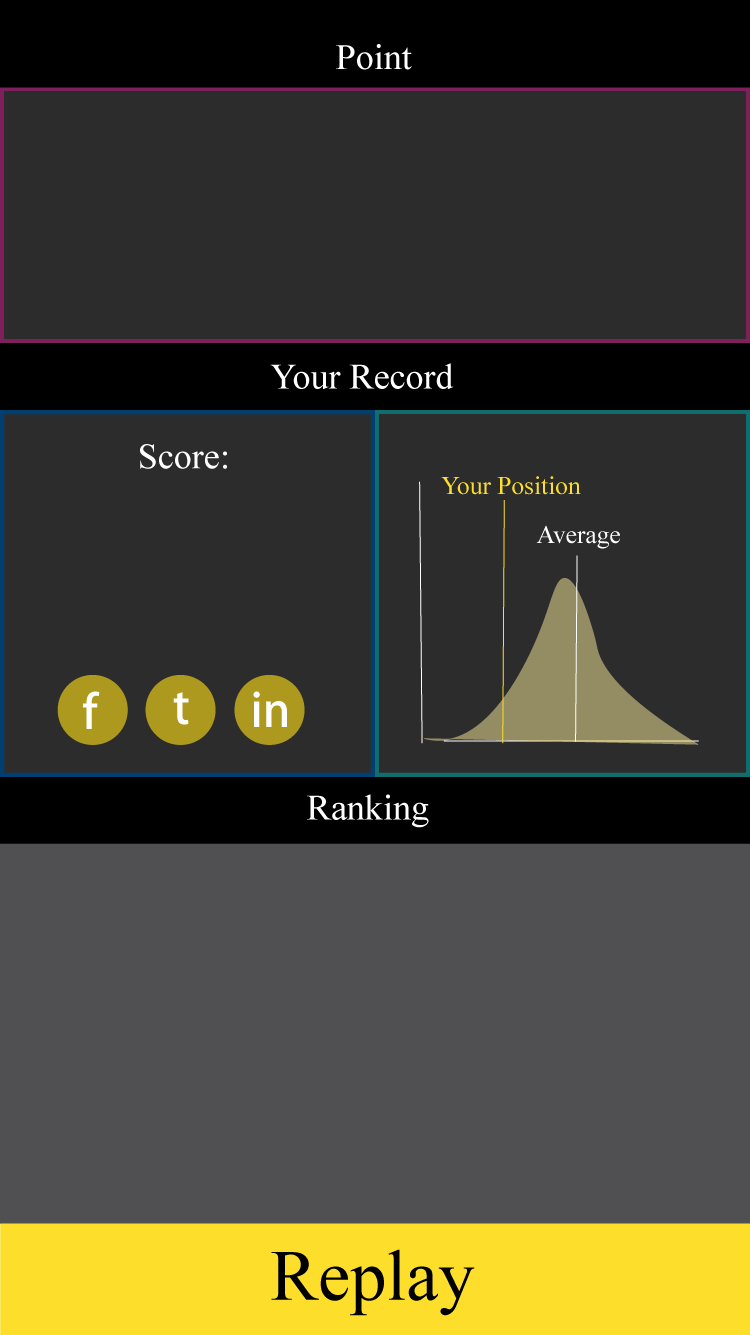 Point
Your Record
Score:
Your Position
Average
f t in
Ranking
Replay